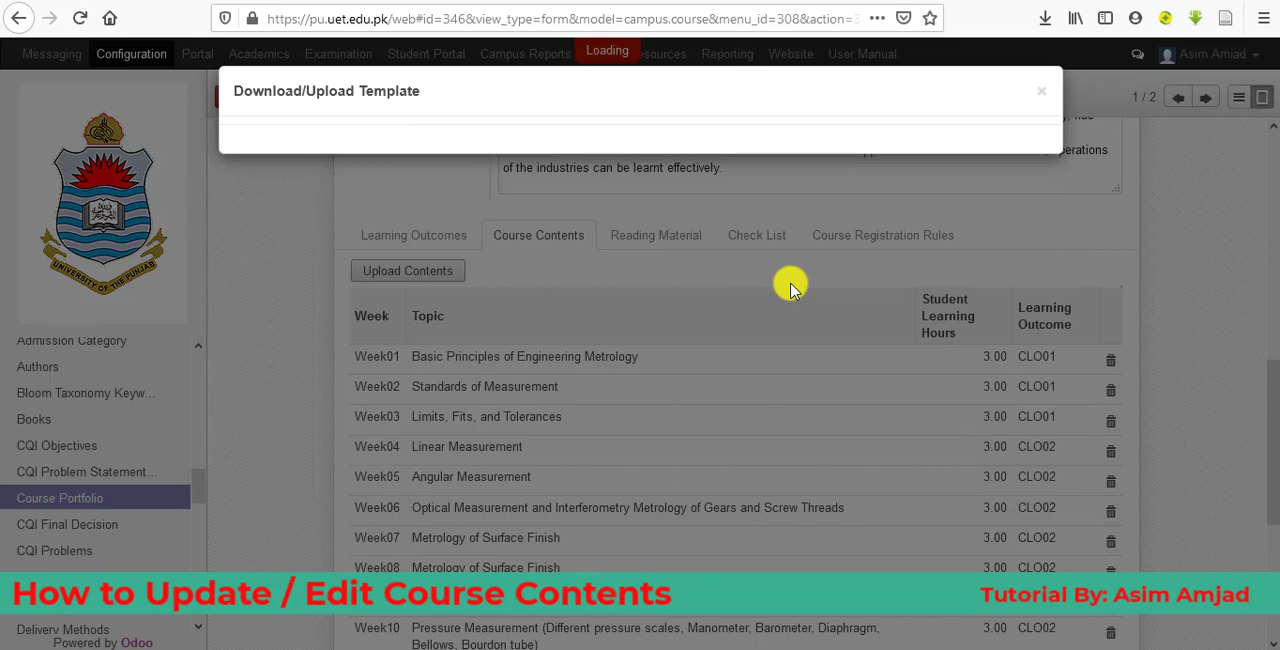 https://pu.uet.edu.pk/web#id=346&view_type=form&model=campus.course&menu_id=308&action=
Messaging Configuration Portal Academics Examination Student Portal Campus Reports Loading esources Reporting Website User Manual Asim Amjad
Download/Upload Template
×
1 / 2
erations
of the industries can be learnt effectively.
UNIVERSITY OF THE PUNJAB
Learning Outcomes Course Contents Reading Material Check List Course Registration Rules
Upload Contents
Week Topic Student Learning Hours Learning Outcome
Week01 Basic Principles of Engineering Metrology 3.00 CLO01
Week02 Standards of Measurement 3.00 CLO01
Week03 Limits, Fits, and Tolerances 3.00 CLO01
Week04 Linear Measurement 3.00 CLO02
Week05 Angular Measurement 3.00 CLO02
Week06 Optical Measurement and Interferometry Metrology of Gears and Screw Threads 3.00 CLO02
Week07 Metrology of Surface Finish 3.00 CLO02
Week08 Metrology of Surface Finish 3.00 CLO02
Week10 Pressure Measurement (Different pressure scales, Manometer, Barometer, Diaphragm, 3.00 CLO02
Bellows, Bourdon tube)
Admission Category
Authors
Bloom Taxonomy Keyw...
Books
CQI Objectives
CQI Problem Statement...
Course Portfolio
CQI Final Decision
CQI Problems
Delivery Methods
Powered by Odoo
How to Update / Edit Course Contents
Tutorial By: Asim Amjad